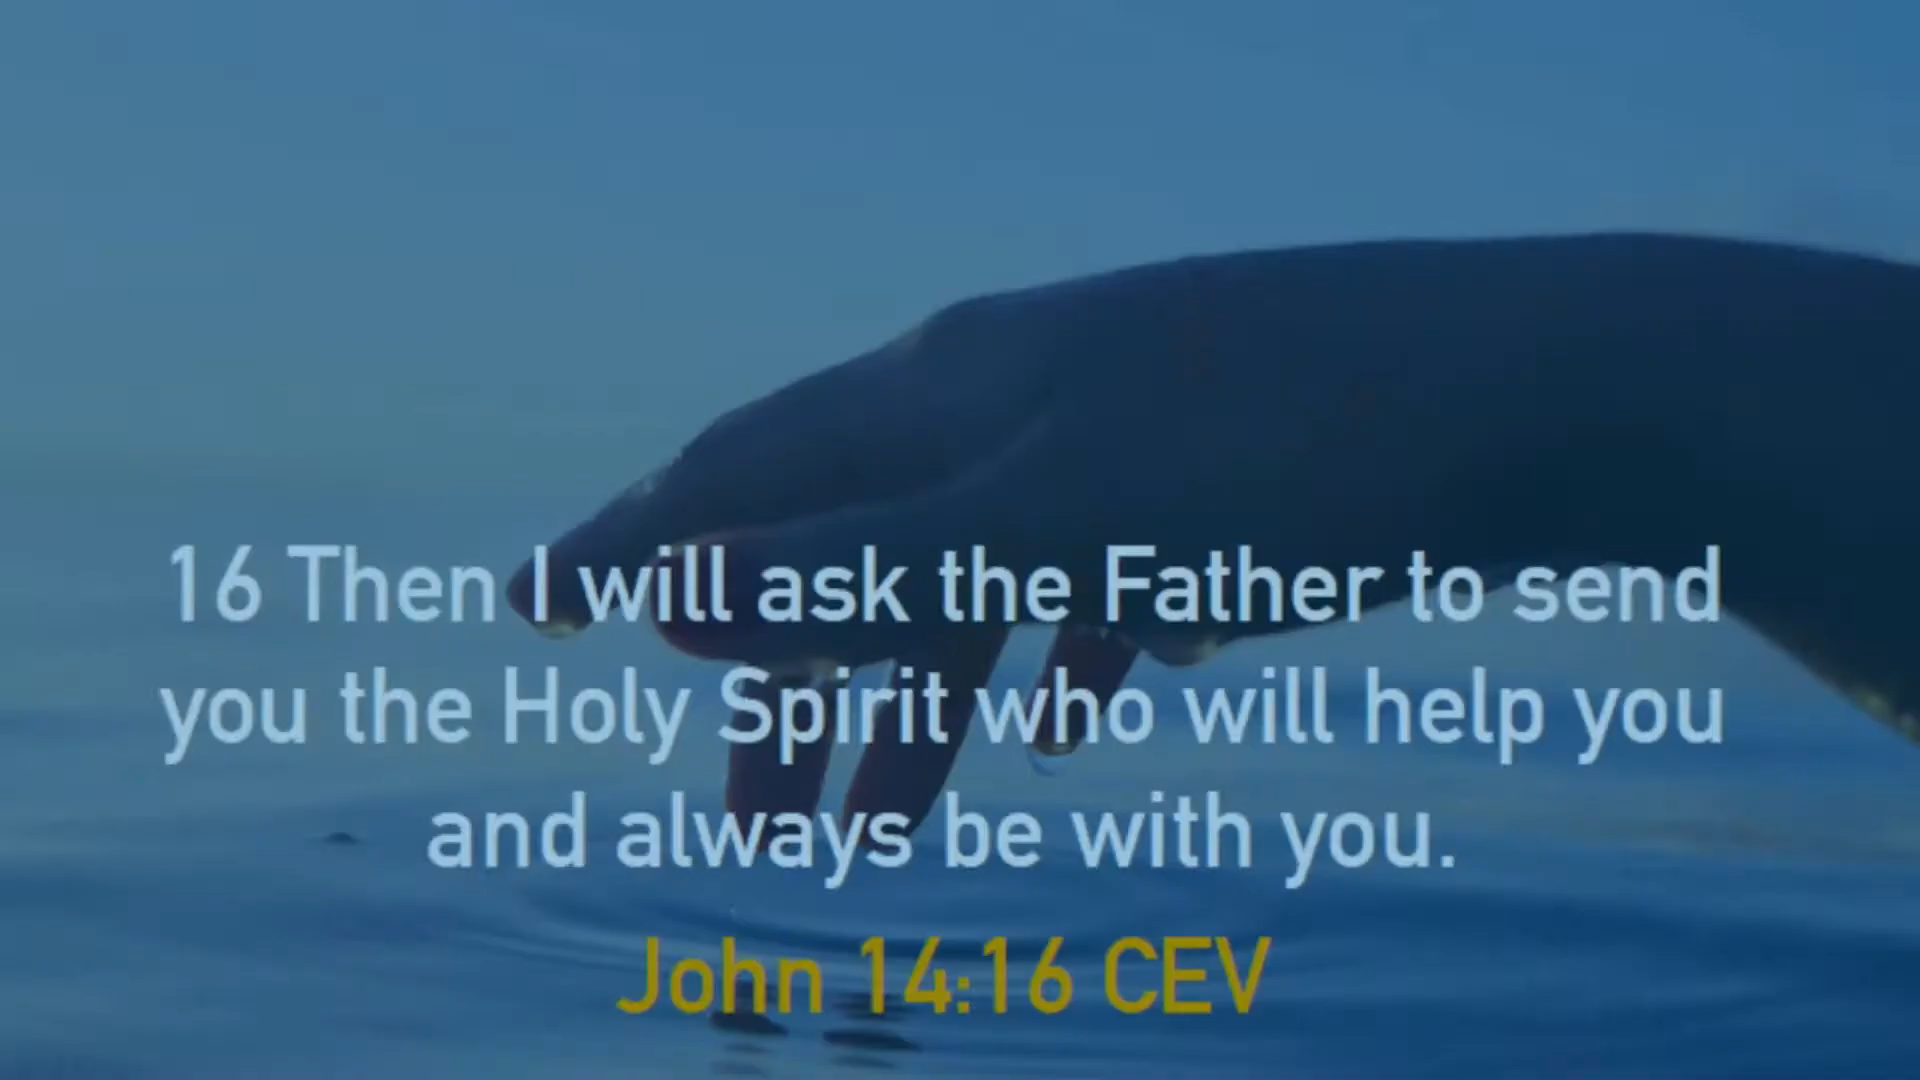 16 Then I will ask the Father to send
you the Holy Spirit who will help you
and always be with you.
John 14:16 CEV